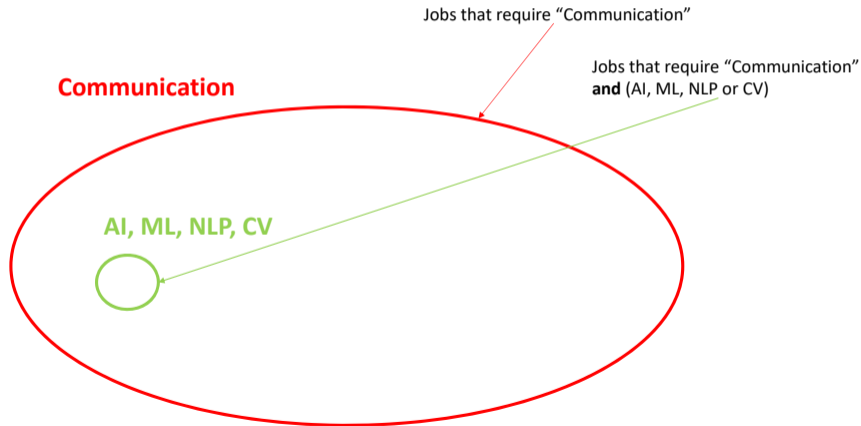 Jobs that require “Communication”
Jobs that require “Communication”
and (AI, ML, NLP or CV)
Communication
AI, ML, NLP, CV